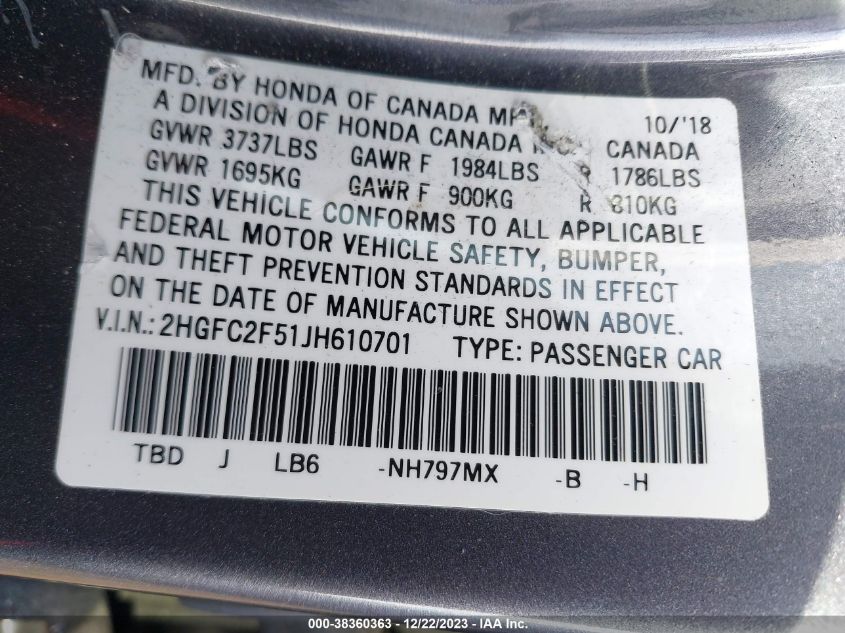 MFD. BY HONDA OF CANADA 10/'18
A DIVISION OF HONDA CANADA CANADA
GVWR 3737LBS GAWR F 1984LBS R 1786LBS
GVWR 1695KG GAWR F 900KG R 810KG
THIS VEHICLE CONFORMS TO ALL APPLICABLE
FEDERAL MOTOR VEHICLE SAFETY, BUMPER,
AND THEFT PREVENTION STANDARDS IN EFFECT
ON THE DATE OF MANUFACTURE SHOWN ABOVE.
V.I.N.: 2HGFC2F51JH610701 TYPE: PASSENGER CAR
TBD J LB6 -NH797MX -B -H
000-38360363 - 12/22/2023 - IAA Inc.